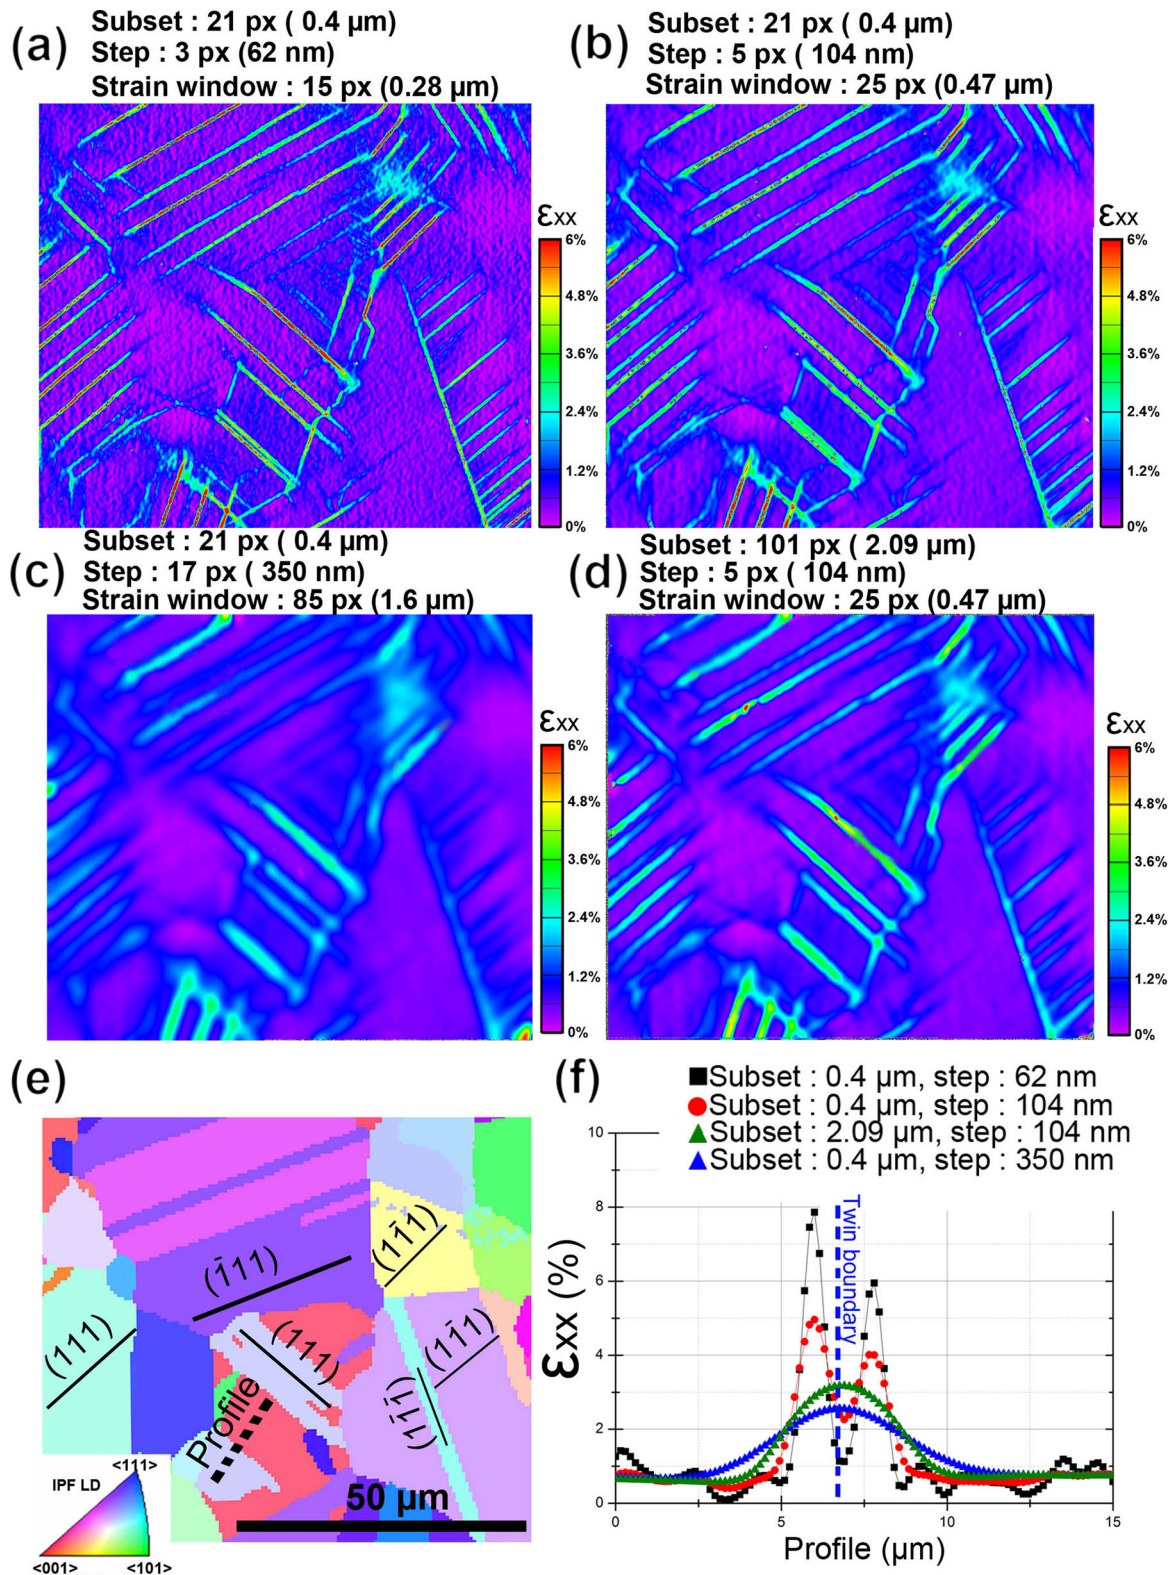 (a)
Subset : 21 px ( 0.4 µm)
Step : 3 px (62 nm)
Strain window : 15 px (0.28 µm)
εxx
6%
4.8%
3.6%
2.4%
1.2%
0%
(b)
Subset : 21 px ( 0.4 µm)
Step : 5 px ( 104 nm)
Strain window : 25 px (0.47 µm)
εxx
6%
4.8%
3.6%
2.4%
1.2%
0%
(c)
Subset : 21 px ( 0.4 µm)
Step : 17 px ( 350 nm)
Strain window : 85 px (1.6 µm)
εxx
6%
4.8%
3.6%
2.4%
1.2%
0%
(d)
Subset : 101 px ( 2.09 µm)
Step : 5 px ( 104 nm)
Strain window : 25 px (0.47 µm)
εxx
6%
4.8%
3.6%
2.4%
1.2%
0%
(e)
(1̄11)
(11̄1)
(111)
(111)
(11̄1)
(111̄)
Profile
50 µm
IPF LD
<111>
<001>
<101>
(f)
Subset : 0.4 µm, step : 62 nm
Subset : 0.4 µm, step : 104 nm
Subset : 2.09 µm, step : 104 nm
Subset : 0.4 µm, step : 350 nm
Twin boundary
εxx (%)
10
8
6
4
2
0
0
5
10
15
Profile (µm)